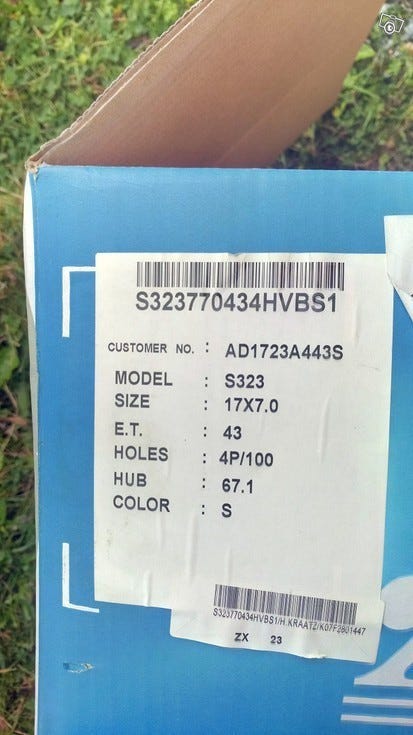 S323770434HVBS1
CUSTOMER NO. : AD1723A443S
MODEL : S323
SIZE : 17X7.0
E.T. : 43
HOLES : 4P/100
HUB : 67.1
COLOR : S
S323770434HVBS1/H.KRAATZ/K07F2801447
ZX 23